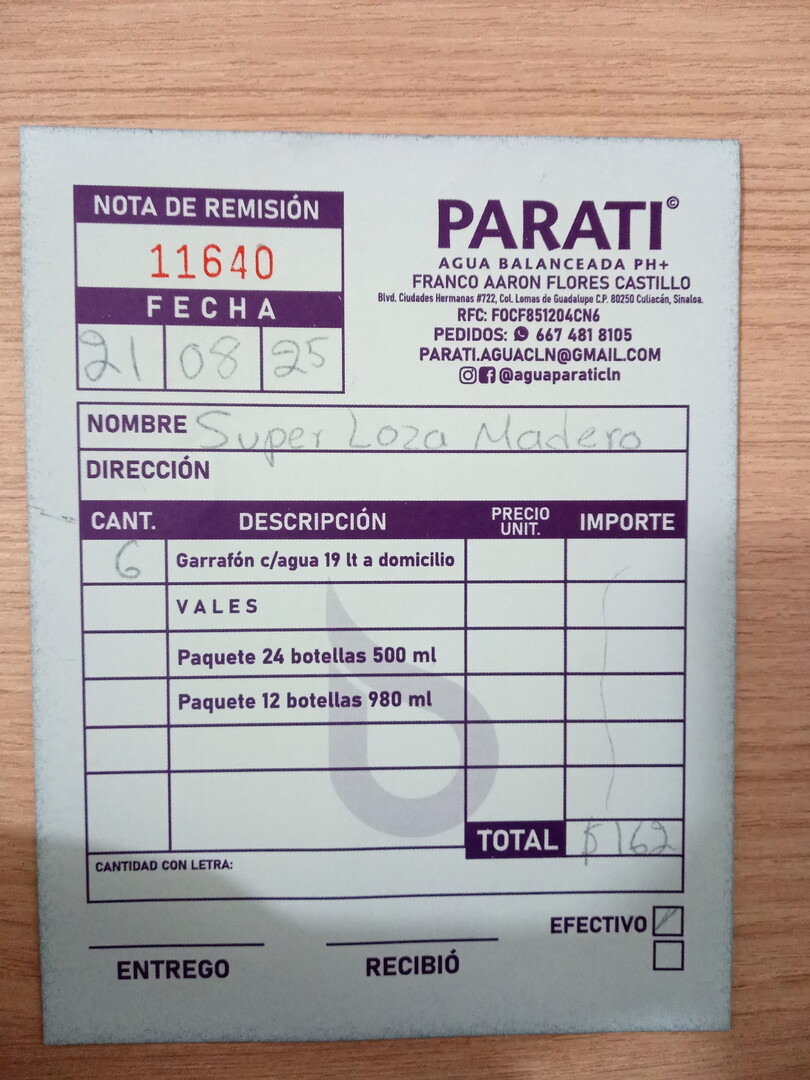 NOTA DE REMISIÓN
11640
FECHA
21 08 25
PARATI©
AGUA BALANCEADA PH+
FRANCO AARON FLORES CASTILLO
Blvd. Ciudades Hermanas #722, Col. Lomas de Guadalupe C.P. 80250 Culiacán, Sinaloa.
RFC: FOCF851204CN6
PEDIDOS: 667 481 8105
PARATI.AGUACLN@GMAIL.COM
@aguaparaticln
NOMBRE Super Loza Madero
DIRECCIÓN
CANT. DESCRIPCIÓN PRECIO UNIT. IMPORTE
6 Garrafón c/agua 19 lt a domicilio
VALES
Paquete 24 botellas 500 ml
Paquete 12 botellas 980 ml
TOTAL $162
CANTIDAD CON LETRA:
EFECTIVO
ENTREGO RECIBIÓ